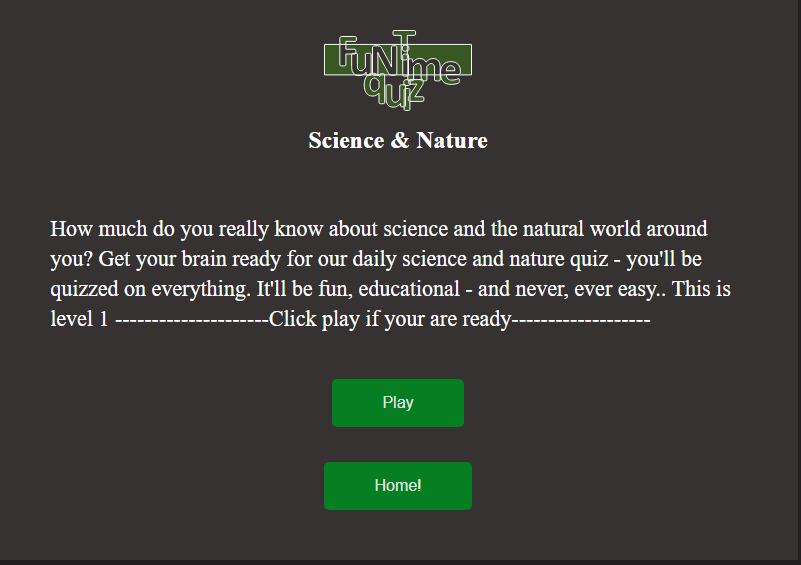 FuNTime
quiz
Science & Nature
How much do you really know about science and the natural world around
you? Get your brain ready for our daily science and nature quiz - you'll be
quizzed on everything. It'll be fun, educational - and never, ever easy.. This is
level 1 ---------------------Click play if your are ready-------------------
Play
Home!